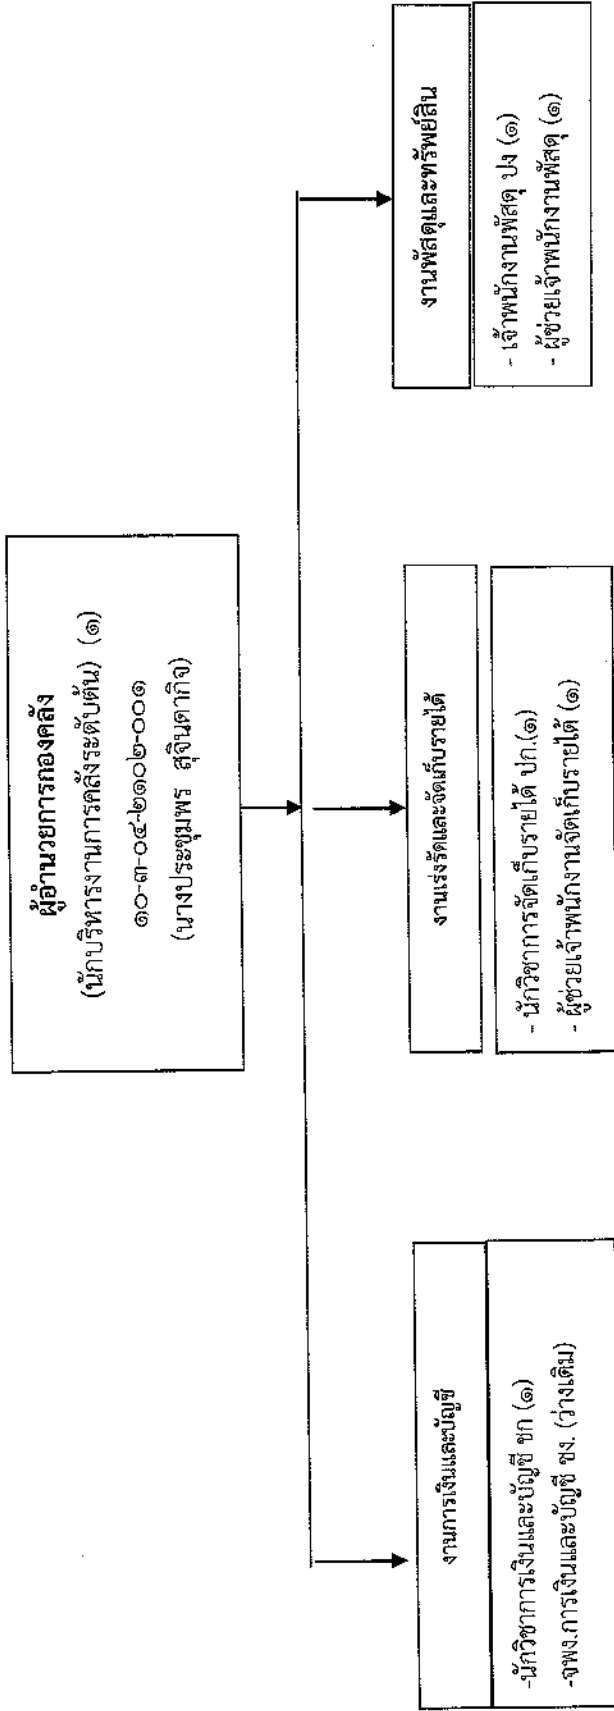 ผู้อำนวยการกองคลัง
(นักบริหารงานการคลังระดับต้น) (๑)
๑๐-๓-๐๔-๒๑๐๒-๐๐๑
(นางประชุมพร สุจินดากิจ)
งานการเงินและบัญชี
-นักวิชาการเงินและบัญชี ชก (๑)
-จพง.การเงินและบัญชี ชง. (ว่างเดิม)
งานเร่งรัดและจัดเก็บรายได้
- นักวิชาการจัดเก็บรายได้ ปก.(๑)
- ผู้ช่วยเจ้าพนักงานจัดเก็บรายได้ (๑)
งานพัสดุและทรัพย์สิน
- เจ้าพนักงานพัสดุ ปง (๑)
- ผู้ช่วยเจ้าพนักงานพัสดุ (๑)